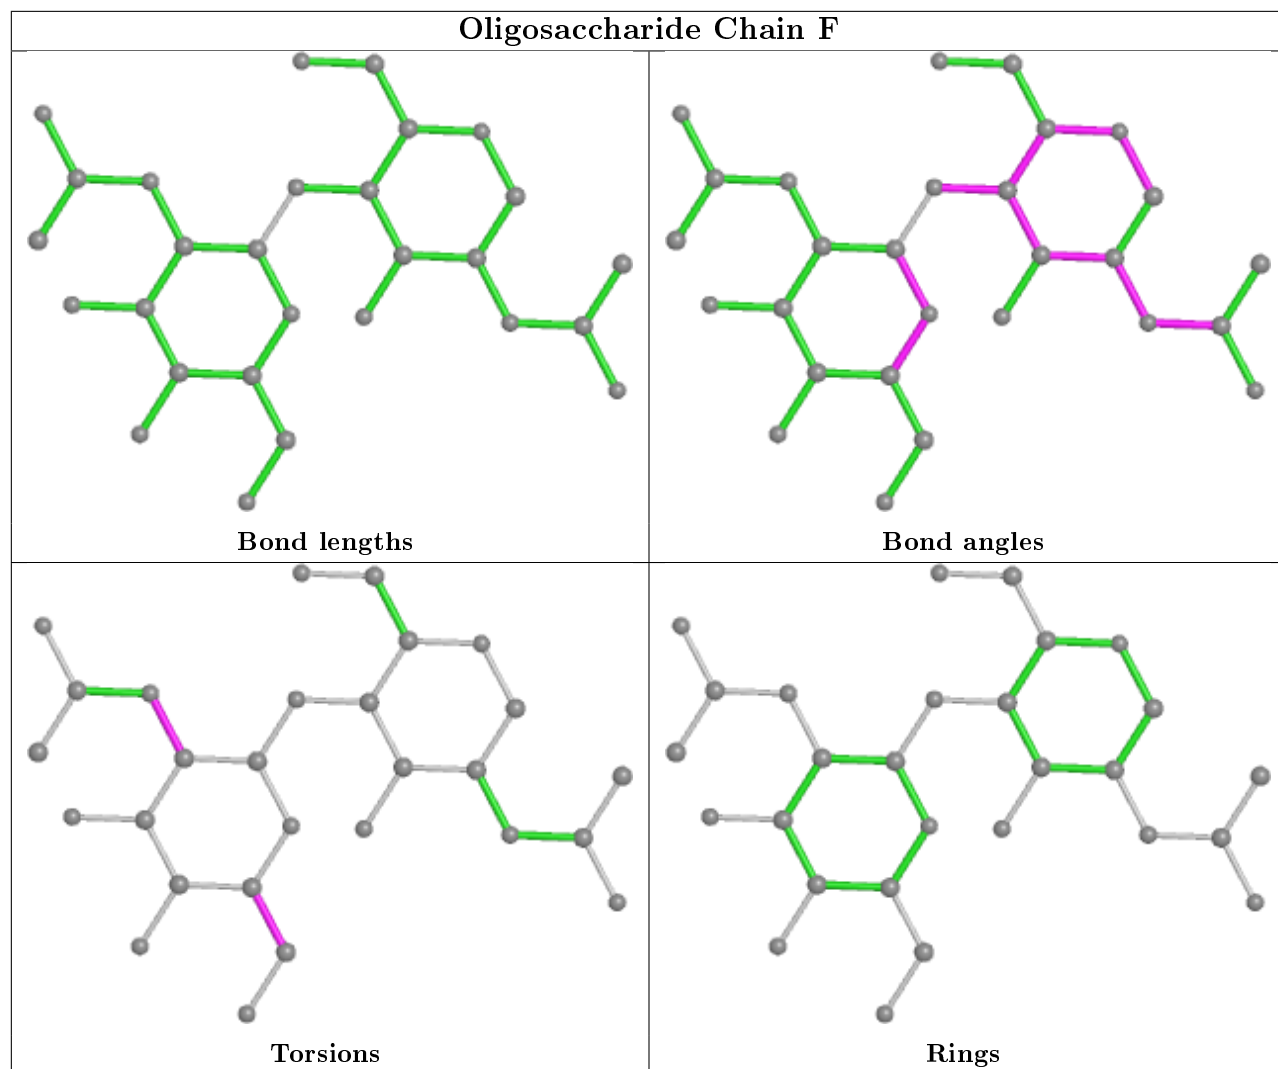 Oligosaccharide Chain F
Bond lengths
Bond angles
Torsions
Rings